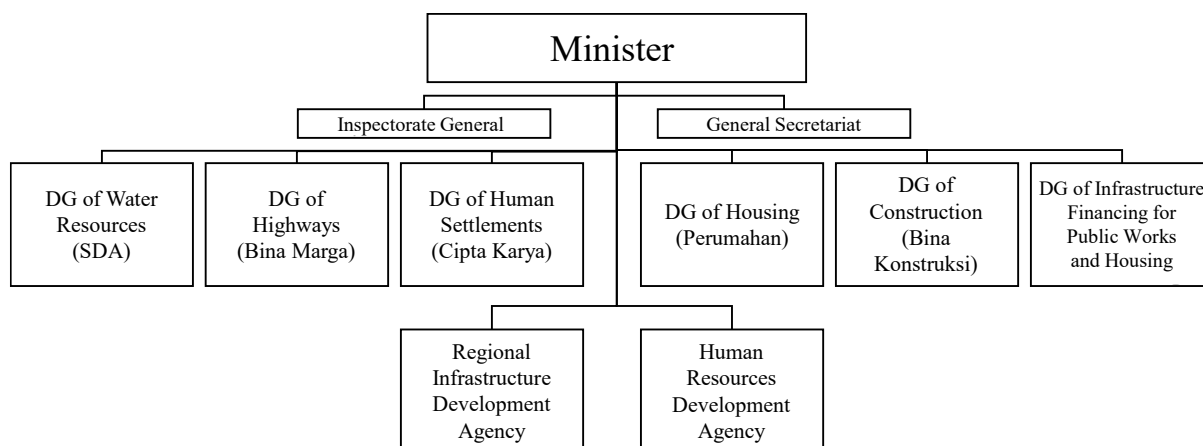 Minister
Inspectorate General
General Secretariat
DG of Water
Resources
(SDA)
DG of
Highways
(Bina Marga)
DG of Human
Settlements
(Cipta Karya)
DG of Housing
(Perumahan)
DG of
Construction
(Bina
Konstruksi)
DG of Infrastructure
Financing for
Public Works
and Housing
Regional
Infrastructure
Development
Agency
Human
Resources
Development
Agency